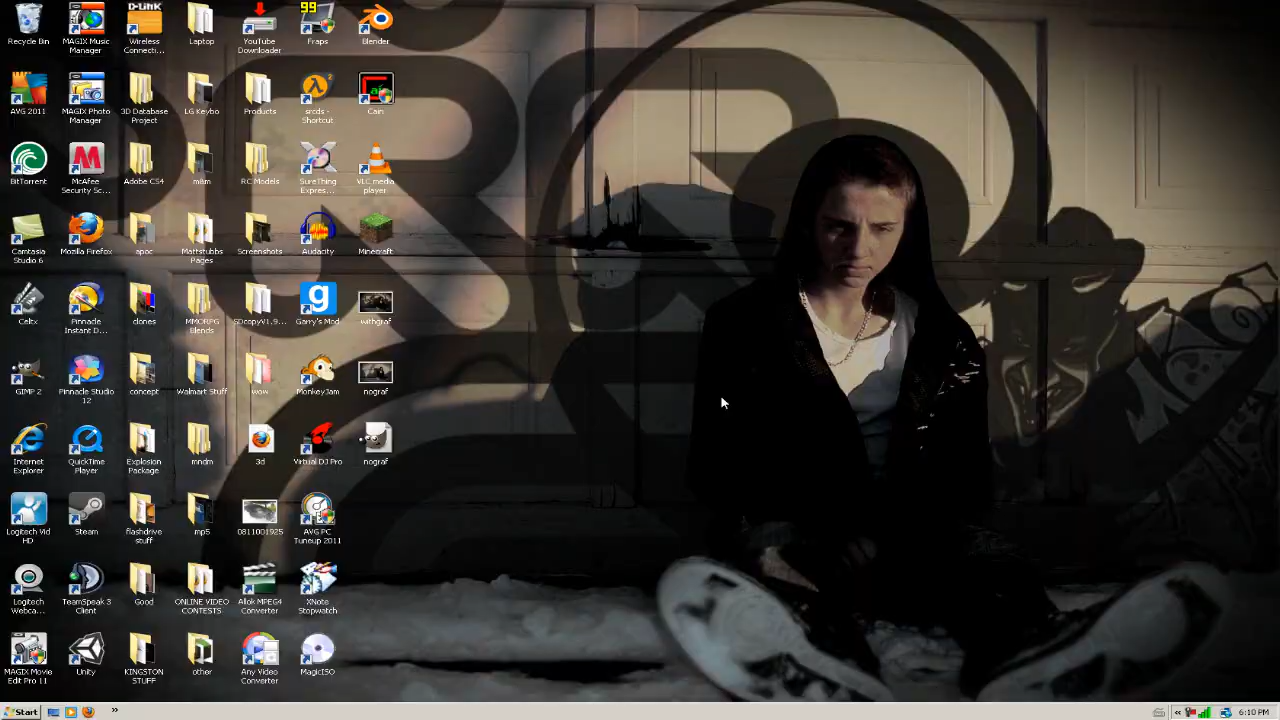 Recycle Bin
MAGIX Music
Manager
D-Link
Wireless
Connecti...
Laptop
YouTube
Downloader
99
Fraps
Blender
AVG 2011
MAGIX Photo
Manager
3D Database
Project
LG Keybo
Products
srcds -
Shortcut
Cain
BitTorrent
McAfee
Security Sc...
Adobe CS4
m8m
RC Models
SureThing
Expres...
VLC media
player
Camtasia
Studio 6
Mozilla Firefox
apoc
Mattstubbs
Pages
Screenshots
Audacity
Minecraft
Celtx
Pinnacle
Instant D...
clones
MMORPG
Blends
SDcopyV1.9...
g
Garry's Mod
withgraf
GIMP 2
Pinnacle Studio
12
concept
Walmart Stuff
wow
MonkeyJam
nograf
Internet
Explorer
QuickTime
Player
Explosion
Package
mndm
3d
Virtual DJ Pro
nograf
Logitech Vid
HD
Steam
flashdrive
stuff
mp5
0811001925
AVG PC
Tuneup 2011
Logitech
Webca...
TeamSpeak 3
Client
Good
ONLINE VIDEO
CONTESTS
Allok MPEG4
Converter
XNote
Stopwatch
MAGIX Movie
Edit Pro 11
Unity
KINGSTON
STUFF
other
Any Video
Converter
MagicISO
Start
6:10 PM